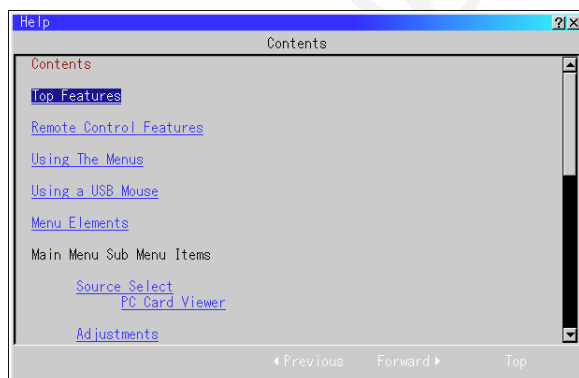 Help
Contents
Contents
Top Features
Remote Control Features
Using The Menus
Using a USB Mouse
Menu Elements
Main Menu Sub Menu Items
Source Select
PC Card Viewer
Adjustments
Previous Forward Top